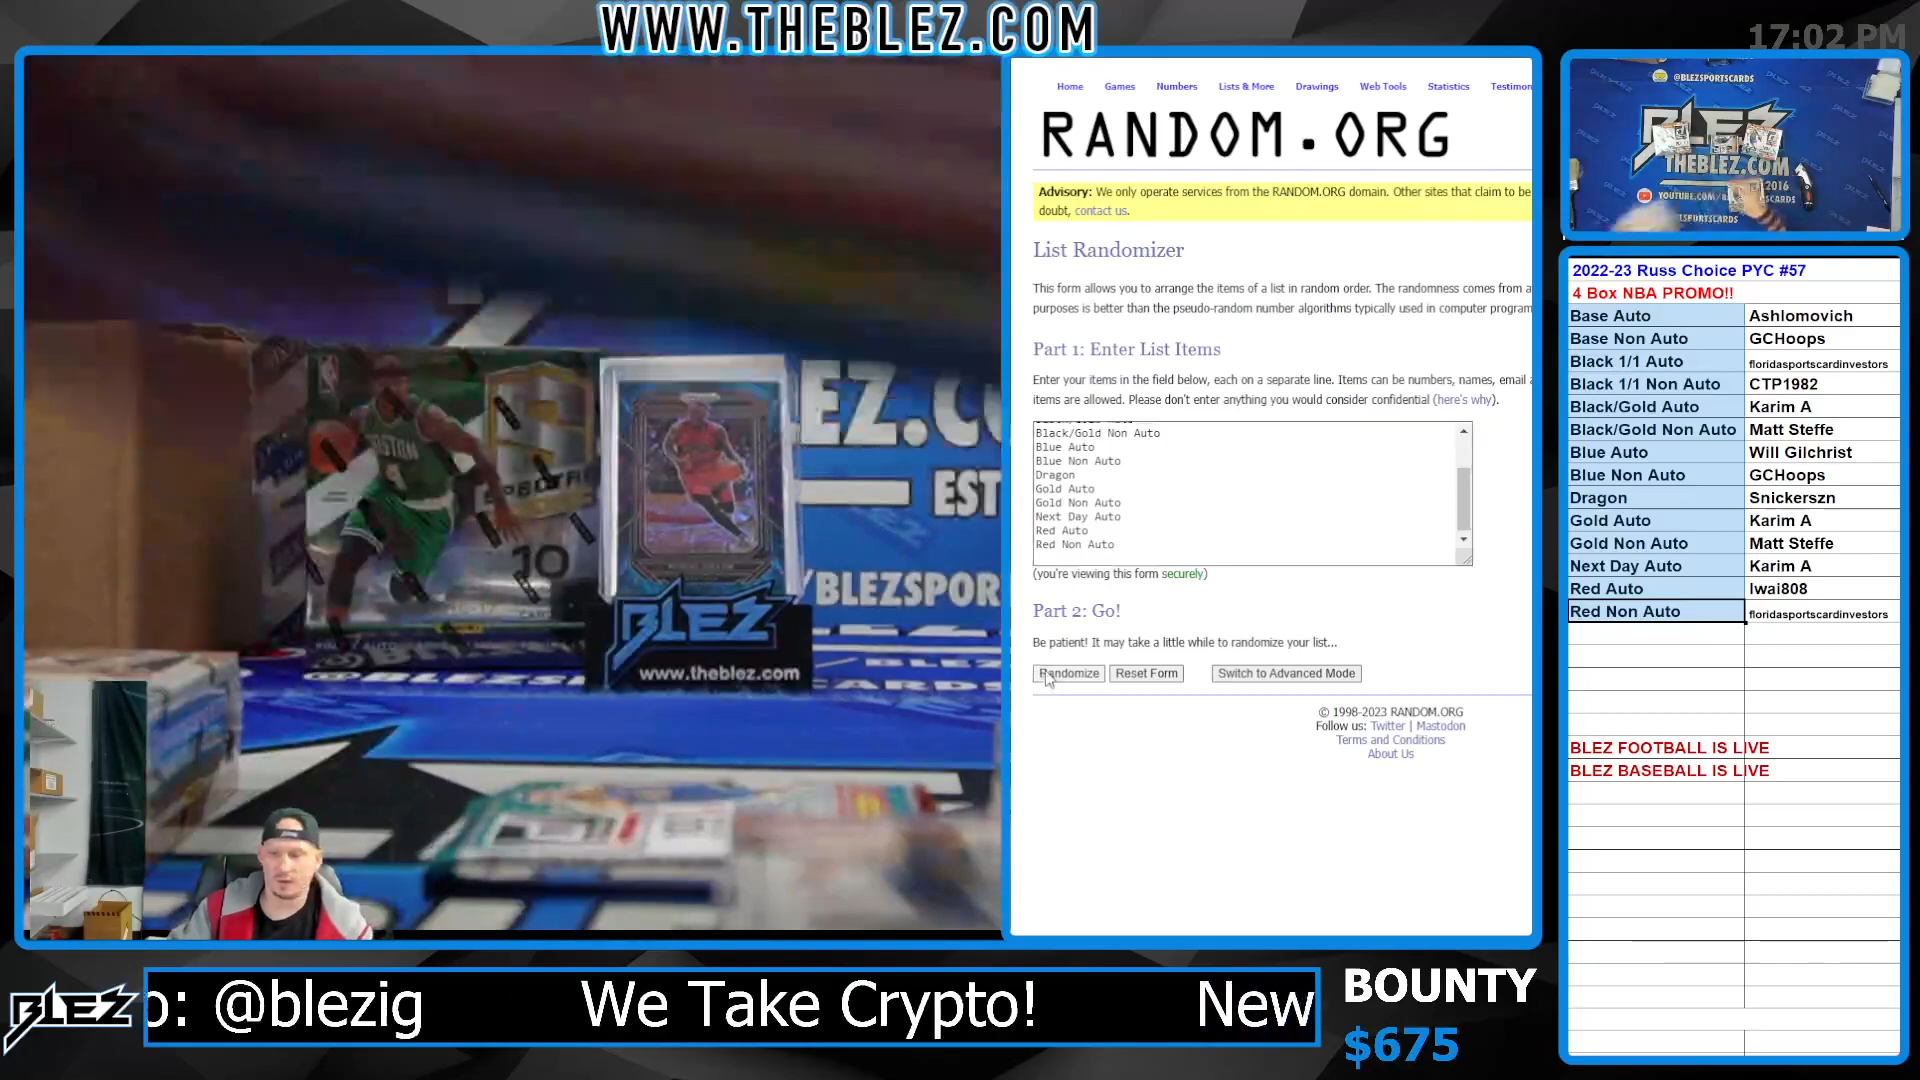 WWW.THEBLEZ.COM
17:02 PM
Home Games Numbers Lists & More Drawings Web Tools Statistics Testimon
RANDOM.ORG
Advisory: We only operate services from the RANDOM.ORG domain. Other sites that claim to be
doubt, contact us.
List Randomizer
This form allows you to arrange the items of a list in random order. The randomness comes from a
purposes is better than the pseudo-random number algorithms typically used in computer program
Part 1: Enter List Items
Enter your items in the field below, each on a separate line. Items can be numbers, names, email a
items are allowed. Please don't enter anything you would consider confidential (here's why).
Black/Gold Non Auto
Blue Auto
Blue Non Auto
Dragon
Gold Auto
Gold Non Auto
Next Day Auto
Red Auto
Red Non Auto
(you're viewing this form securely)
Part 2: Go!
Be patient! It may take a little while to randomize your list...
Randomize Reset Form Switch to Advanced Mode
© 1998-2023 RANDOM.ORG
Follow us: Twitter | Mastodon
Terms and Conditions
About Us
@BLEZSPORTSCARDS
BLEZ
THEBLEZ.COM
2016
2022-23 Russ Choice PYC #57
4 Box NBA PROMO!!
Base Auto Ashlomovich
Base Non Auto GCHoops
Black 1/1 Auto floridasportscardinvestors
Black 1/1 Non Auto CTP1982
Black/Gold Auto Karim A
Black/Gold Non Auto Matt Steffe
Blue Auto Will Gilchrist
Blue Non Auto GCHoops
Dragon Snickerszn
Gold Auto Karim A
Gold Non Auto Matt Steffe
Next Day Auto Karim A
Red Auto Iwai808
Red Non Auto floridasportscardinvestors
BLEZ FOOTBALL IS LIVE
BLEZ BASEBALL IS LIVE
BOSTON
10
EZ.C
EST
/BLEZSPOR
BLEZ
www.theblez.com
BLEZ
o: @blezig We Take Crypto! New
BOUNTY
$675